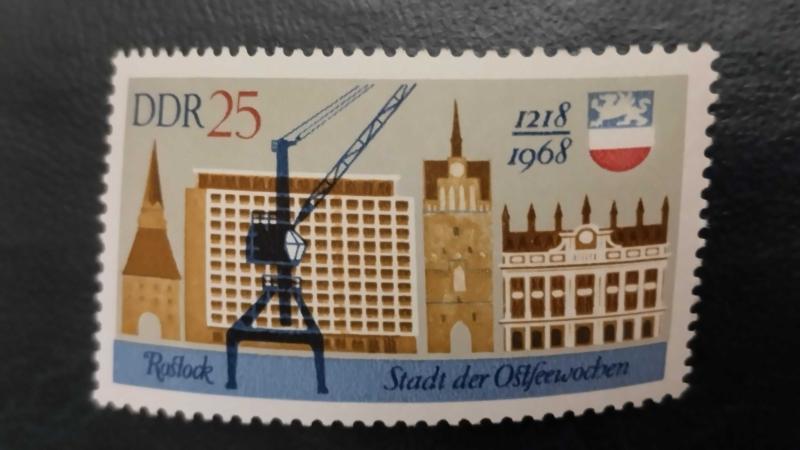 DDR 25
1218
1968
Rostock
Stadt der Ostseewochen